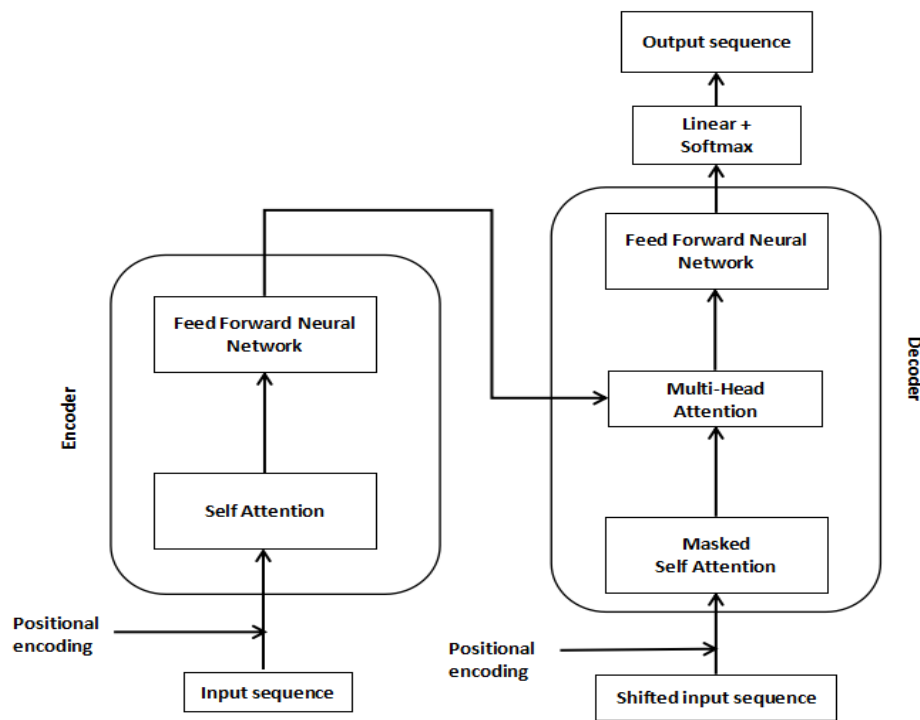 Output sequence
Linear +
Softmax
Feed Forward Neural
Network
Feed Forward Neural
Network
Multi-Head
Attention
Encoder
Decoder
Self Attention
Masked
Self Attention
Positional
encoding
Positional
encoding
Input sequence
Shifted input sequence